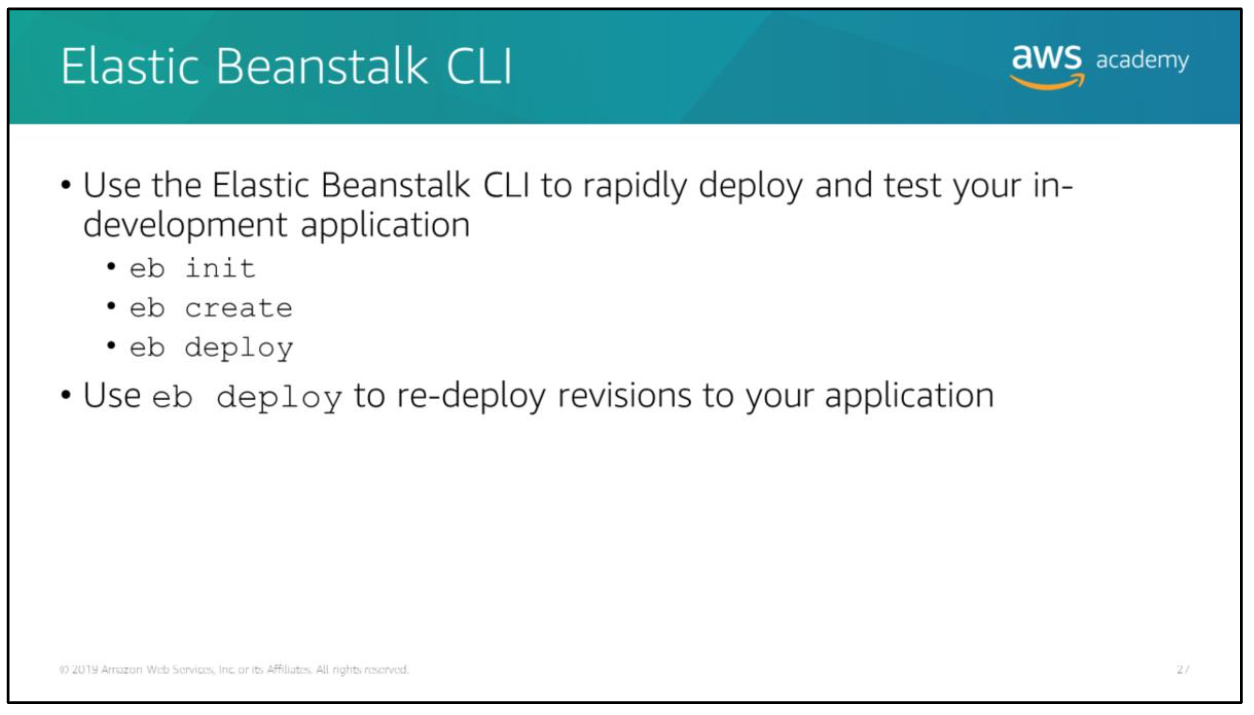 Elastic Beanstalk CLI
aws academy
• Use the Elastic Beanstalk CLI to rapidly deploy and test your in-
development application
• eb init
• eb create
• eb deploy
• Use eb deploy to re-deploy revisions to your application
© 2019 Amazon Web Services, Inc. or its Affiliates. All rights reserved.
27